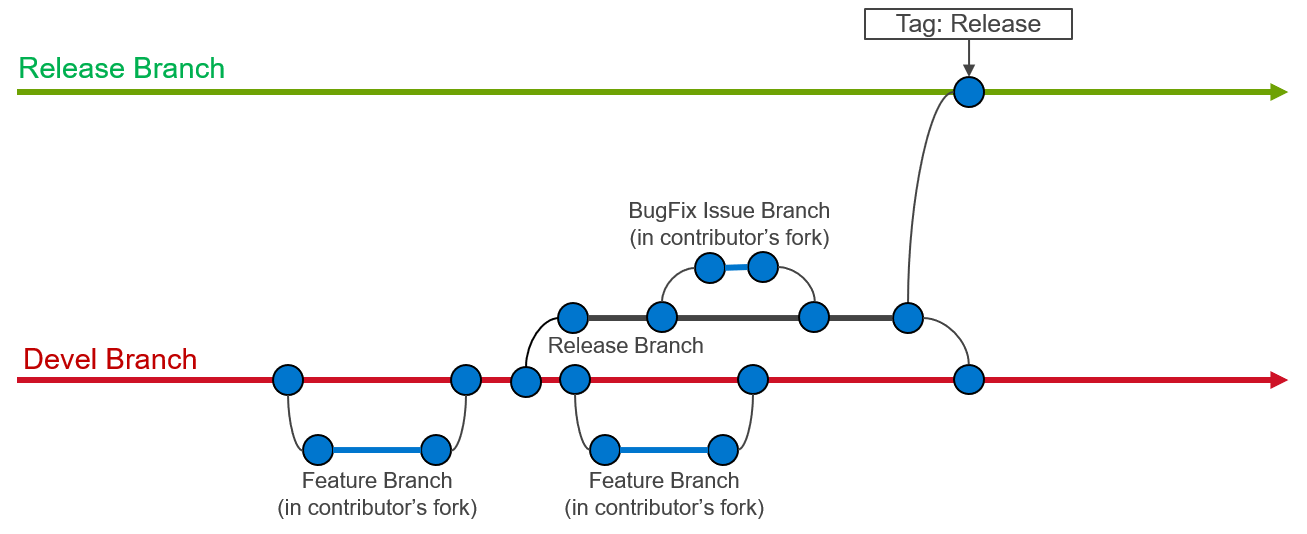 Tag: Release
Release Branch
BugFix Issue Branch
(in contributor's fork)
Release Branch
Devel Branch
Feature Branch
(in contributor's fork)
Feature Branch
(in contributor's fork)